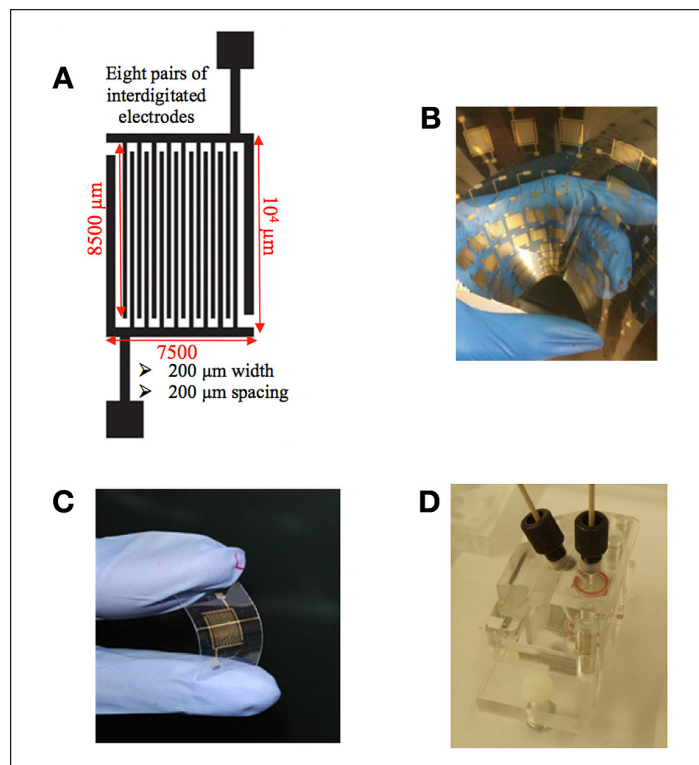 A
Eight pairs of
interdigitated
electrodes
8500 µm
10⁴ µm
7500
➢ 200 µm width
➢ 200 µm spacing
B
C
D